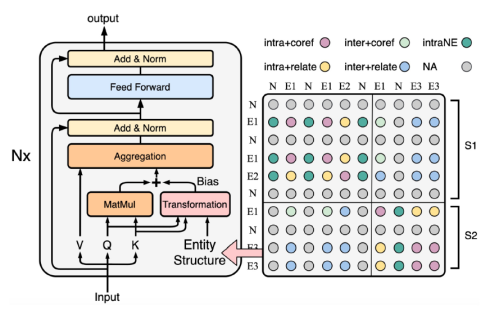 output
Add & Norm
Feed Forward
Add & Norm
Aggregation
Nx
+
Bias
MatMul
Transformation
V
Q
K
Entity
Structure
Input
intra+coref
inter+coref
intraNE
intra+relate
inter+relate
NA
N E1 N E1 E2 N E1 N E3 E3
N
E1
N
E1
E2
N
E1
N
E3
E3
S1
S2